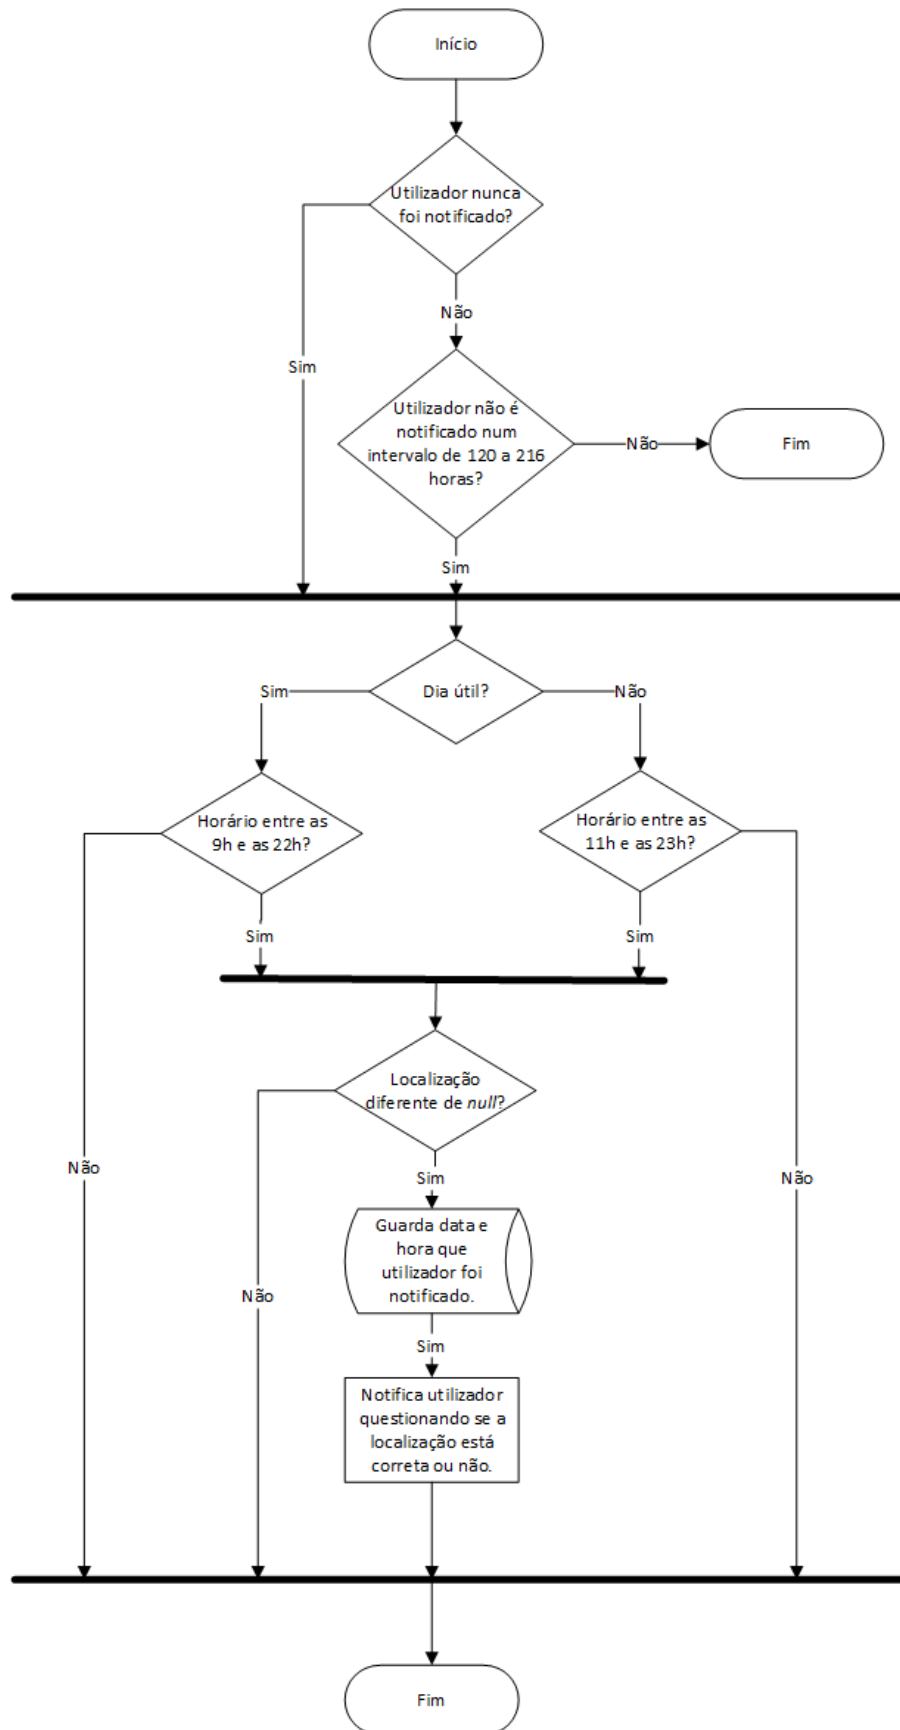 Início
Utilizador nunca
foi notificado?
Não
Sim
Utilizador não é
notificado num
intervalo de 120 a 216
horas?
Não
Fim
Sim
Sim
Dia útil?
Não
Horário entre as
9h e as 22h?
Horário entre as
11h e as 23h?
Sim
Sim
Localização
diferente de null?
Não
Sim
Não
Guarda data e
hora que
utilizador foi
notificado.
Não
Sim
Notifica utilizador
questionando se a
localização está
correta ou não.
Fim